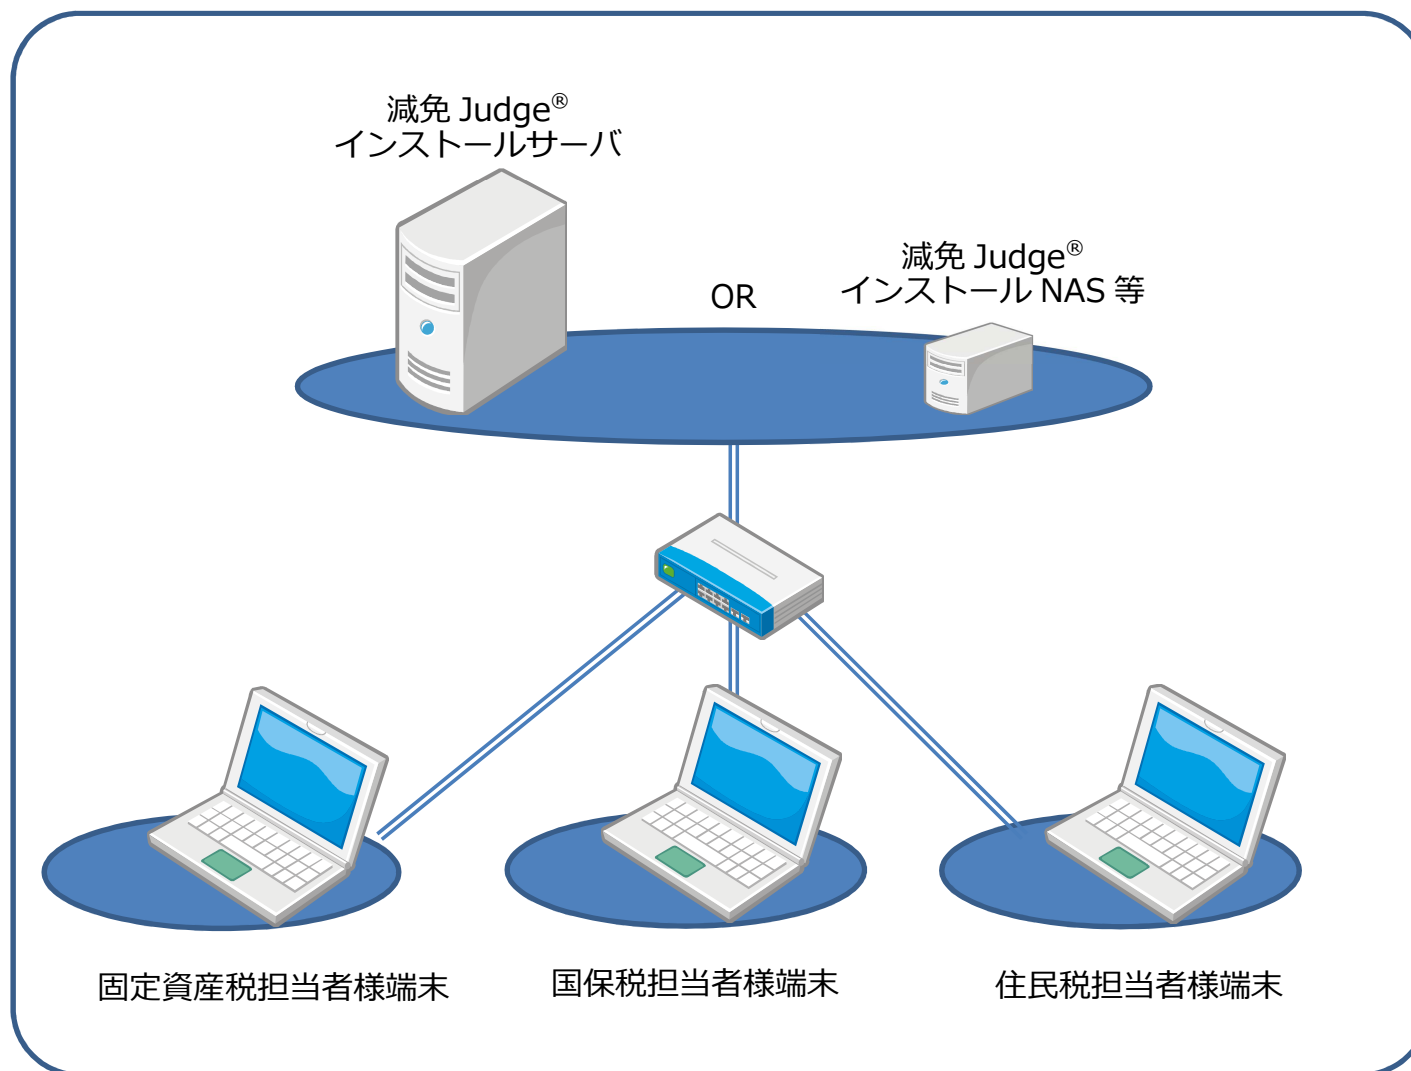 減免 Judge®
インストールサーバ
OR
減免 Judge®
インストール NAS 等
固定資産税担当者様端末
国保税担当者様端末
住民税担当者様端末